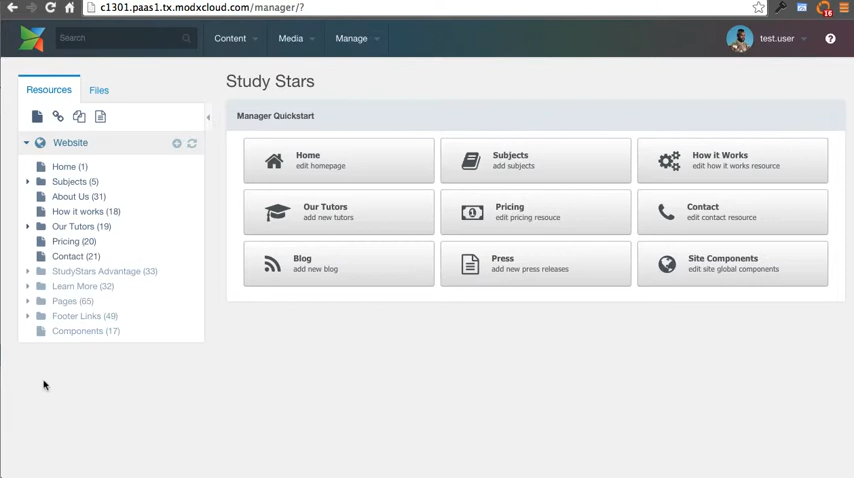 c1301.paas1.tx.modxcloud.com/manager/?
16
Search
Content
Media
Manage
test.user
?
Resources
Files
Website
Home (1)
Subjects (5)
About Us (31)
How it works (18)
Our Tutors (19)
Pricing (20)
Contact (21)
StudyStars Advantage (33)
Learn More (32)
Pages (65)
Footer Links (49)
Components (17)
Study Stars
Manager Quickstart
Home
edit homepage
Subjects
add subjects
How it Works
edit how it works resource
Our Tutors
add new tutors
Pricing
edit pricing resouce
Contact
edit contact resource
Blog
add new blog
Press
add new press releases
Site Components
edit site global components